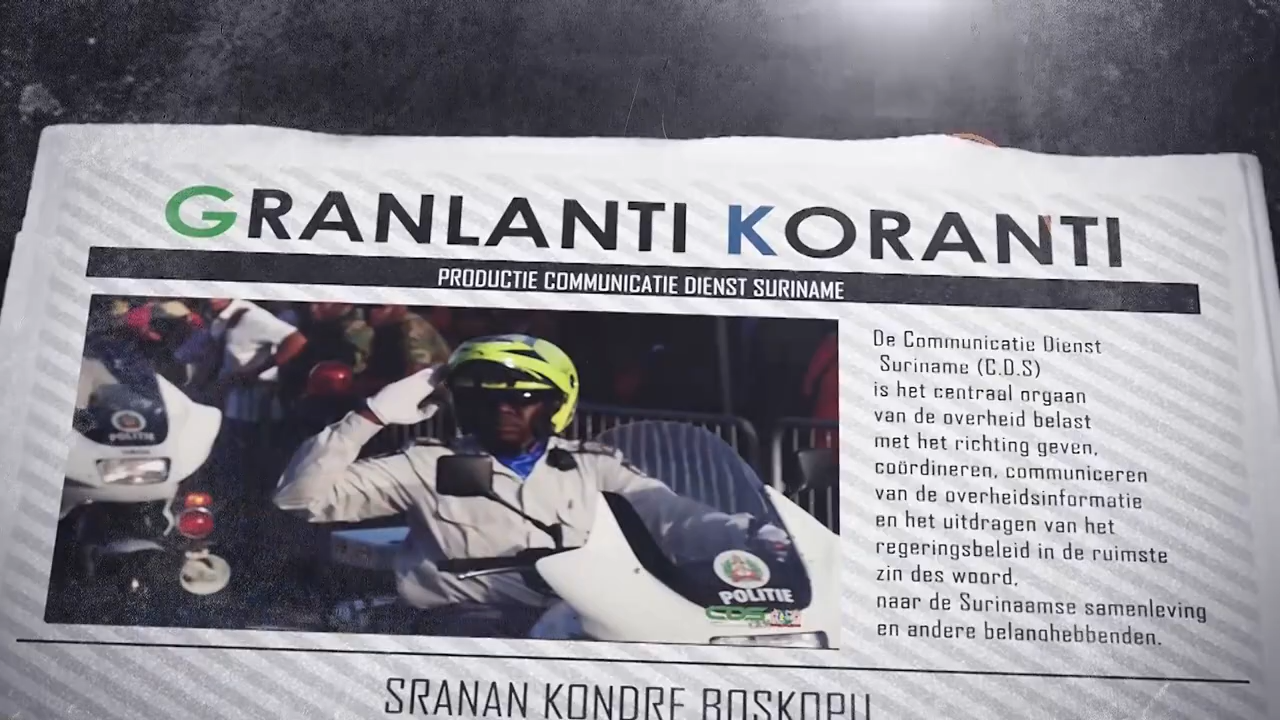 GRANLANTI KORANTI
PRODUCTIE COMMUNICATIE DIENST SURINAME
De Communicatie Dienst
Suriname (C.D.S)
is het centraal orgaan
van de overheid belast
met het richting geven,
coördineren, communiceren
van de overheidsinformatie
en het uitdragen van het
regeringsbeleid in de ruimste
zin des woord,
naar de Surinaamse samenleving
en andere belanghebbenden.
POLITIE
POLITIE
CDS
SRANAN KONDRE BOSKOPU